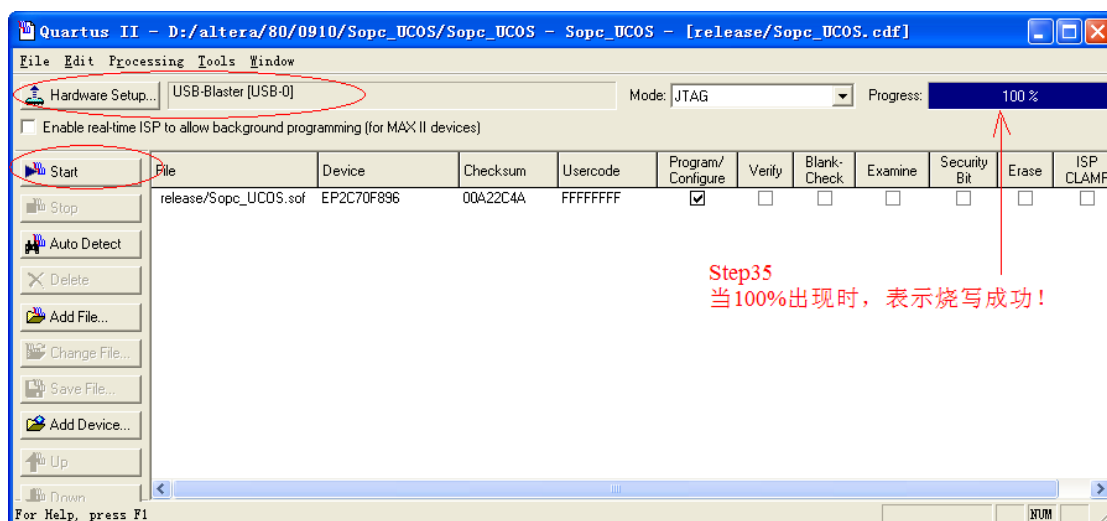 Quartus II - D:/altera/80/0910/Sopc_UCOS/Sopc_UCOS - Sopc_UCOS - [release/Sopc_UCOS.cdf]
File Edit Processing Tools Window
Hardware Setup... USB-Blaster [USB-0] Mode: JTAG Progress: 100 %
Enable real-time ISP to allow background programming (for MAX II devices)
Start
File Device Checksum Usercode Program/ Configure Verify Blank- Check Examine Security Bit Erase ISP CLAMP
release/Sopc_UCOS.sof EP2C70F896 00A22C4A FFFFFFFF
Stop
Auto Detect
Delete
Step35
当100%出现时，表示烧写成功！
Add File...
Change File...
Save File...
Add Device...
Up
Down
For Help, press F1 NUM